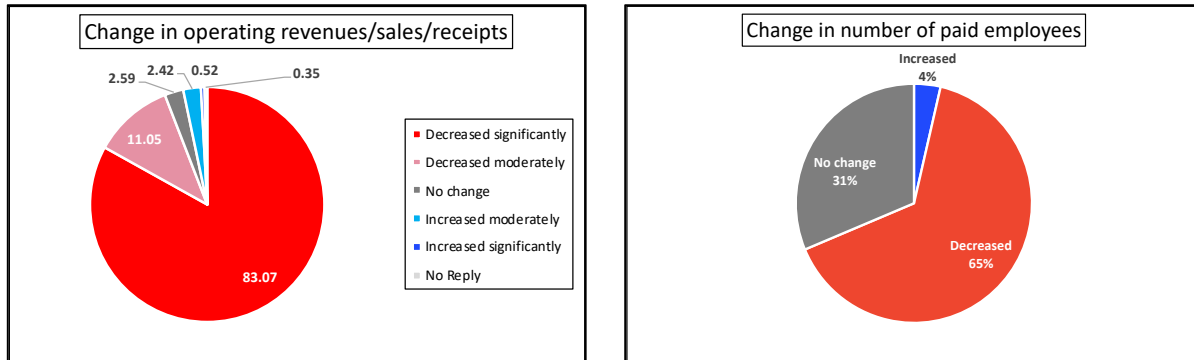 Change in operating revenues/sales/receipts
2.59
2.42
0.52
0.35
11.05
83.07
Decreased significantly
Decreased moderately
No change
Increased moderately
Increased significantly
No Reply
Change in number of paid employees
Increased
4%
No change
31%
Decreased
65%